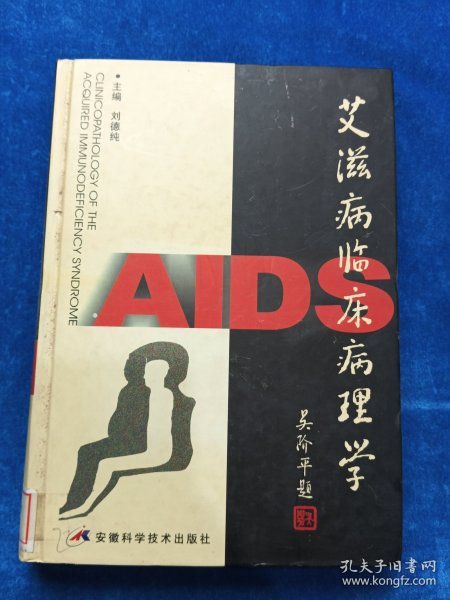 艾滋病临床病理学
吴阶平题
• 主编 刘德纯
CLINICOPATHOLOGY OF THE
ACQUIRED IMMUNODEFICIENCY SYNDROME
AIDS
安徽科学技术出版社
孔夫子旧书网
www.kongfz.com